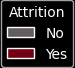 Attrition
No
Yes